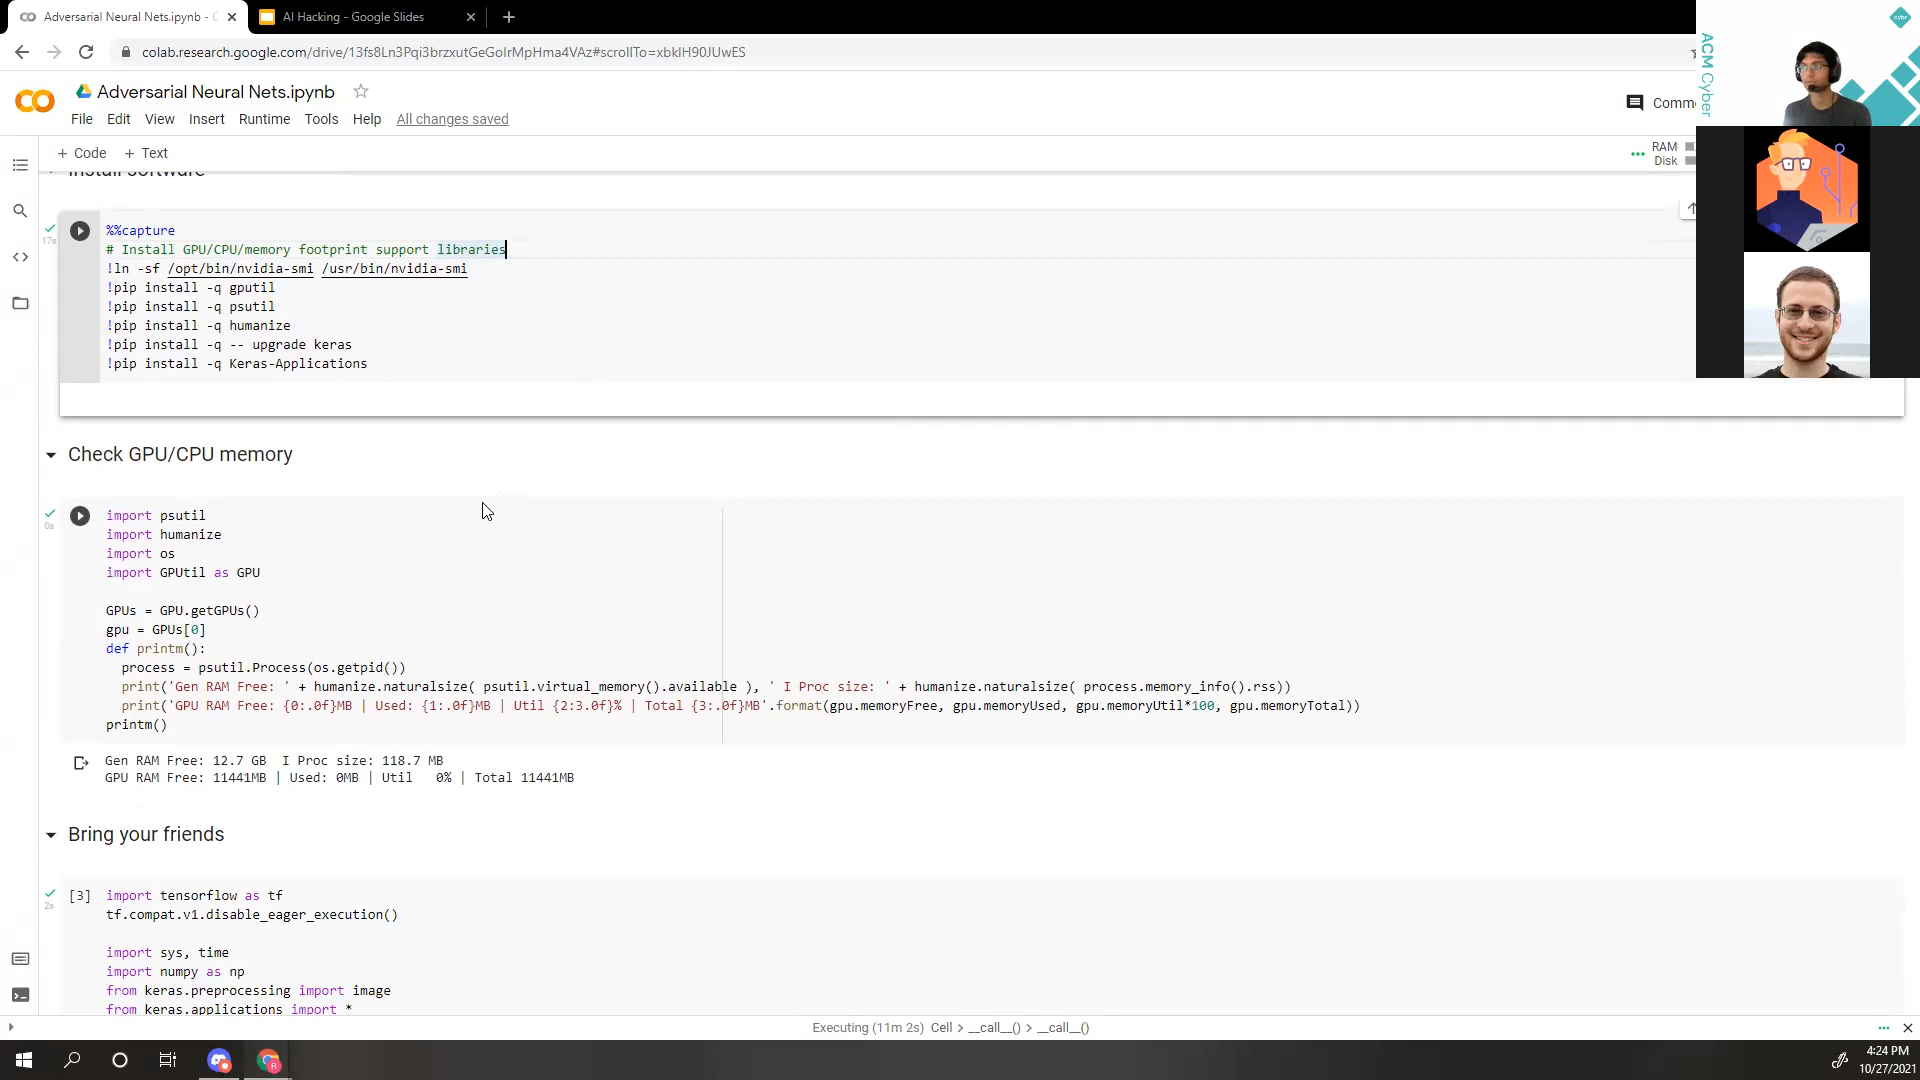 Adversarial Neural Nets.ipynb - C
AI Hacking - Google Slides
colab.research.google.com/drive/13fs8Ln3Pqi3brzxutGeGoIrMpHma4VAz#scrollTo=xbkIH90JUwES
CO
Adversarial Neural Nets.ipynb
File Edit View Insert Runtime Tools Help All changes saved
Comm
+ Code + Text
RAM
Disk
ACM Cyber
cyber
Install software
17s
%%capture
# Install GPU/CPU/memory footprint support libraries
!ln -sf /opt/bin/nvidia-smi /usr/bin/nvidia-smi
!pip install -q gputil
!pip install -q psutil
!pip install -q humanize
!pip install -q -- upgrade keras
!pip install -q Keras-Applications
Check GPU/CPU memory
0s
import psutil
import humanize
import os
import GPUtil as GPU
GPUs = GPU.getGPUs()
gpu = GPUs[0]
def printm():
process = psutil.Process(os.getpid())
print('Gen RAM Free: ' + humanize.naturalsize( psutil.virtual_memory().available ), ' I Proc size: ' + humanize.naturalsize( process.memory_info().rss))
print('GPU RAM Free: {0:.0f}MB | Used: {1:.0f}MB | Util {2:3.0f}% | Total {3:.0f}MB'.format(gpu.memoryFree, gpu.memoryUsed, gpu.memoryUtil*100, gpu.memoryTotal))
printm()
Gen RAM Free: 12.7 GB I Proc size: 118.7 MB
GPU RAM Free: 11441MB | Used: 0MB | Util 0% | Total 11441MB
Bring your friends
2s
[3] import tensorflow as tf
tf.compat.v1.disable_eager_execution()
import sys, time
import numpy as np
from keras.preprocessing import image
from keras.applications import *
Executing (11m 2s) Cell > __call__() > __call__()
4:24 PM
10/27/2021